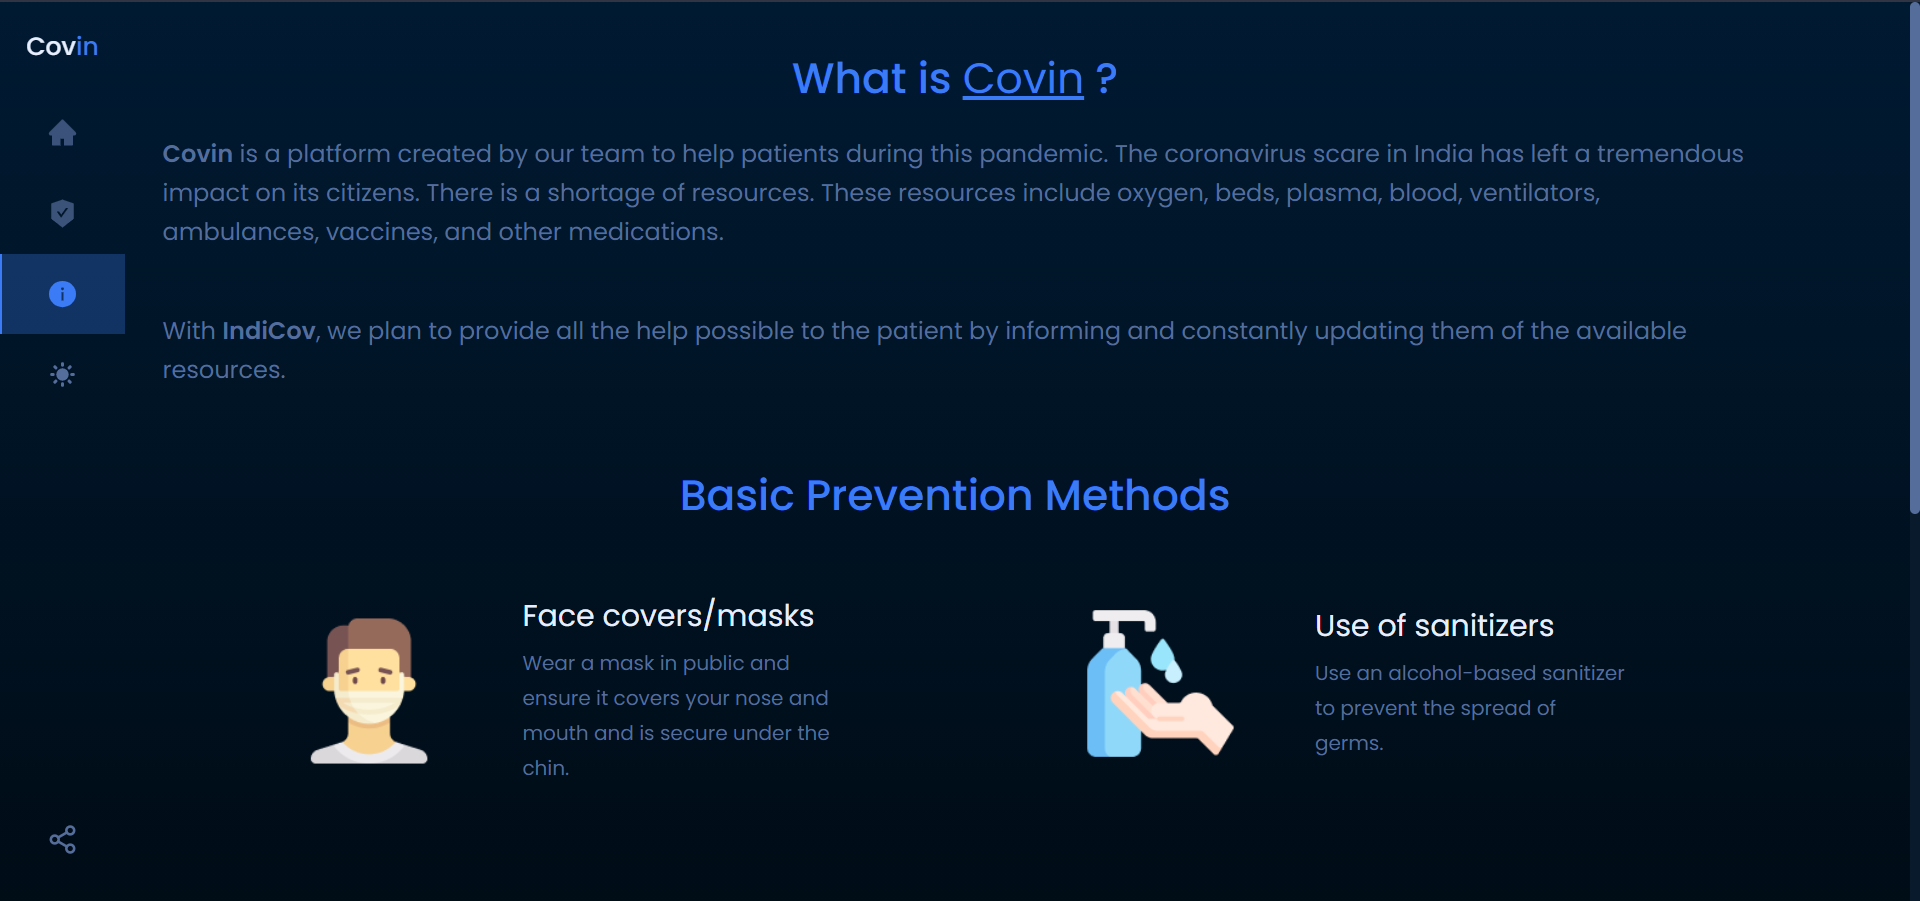 Covin
What is Covin ?
Covin is a platform created by our team to help patients during this pandemic. The coronavirus scare in India has left a tremendous
impact on its citizens. There is a shortage of resources. These resources include oxygen, beds, plasma, blood, ventilators,
ambulances, vaccines, and other medications.
With IndiCov, we plan to provide all the help possible to the patient by informing and constantly updating them of the available
resources.
Basic Prevention Methods
Face covers/masks
Wear a mask in public and
ensure it covers your nose and
mouth and is secure under the
chin.
Use of sanitizers
Use an alcohol-based sanitizer
to prevent the spread of
germs.